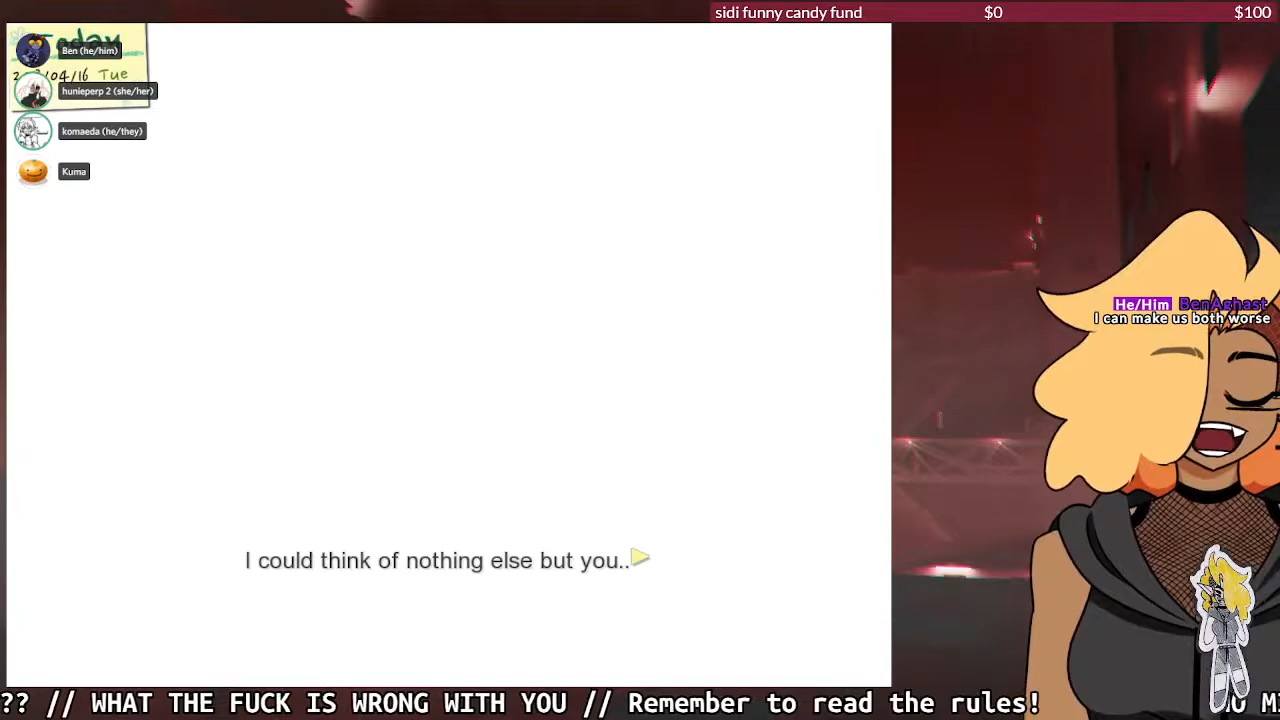 sidi funny candy fund $0 $100
Today
Ben (he/him)
/04/16 Tue
hunieperp 2 (she/her)
komaeda (he/they)
Kuma
He/Him BenAghast
I can make us both worse
I could think of nothing else but you..
?? // WHAT THE FUCK IS WRONG WITH YOU // Remember to read the rules!